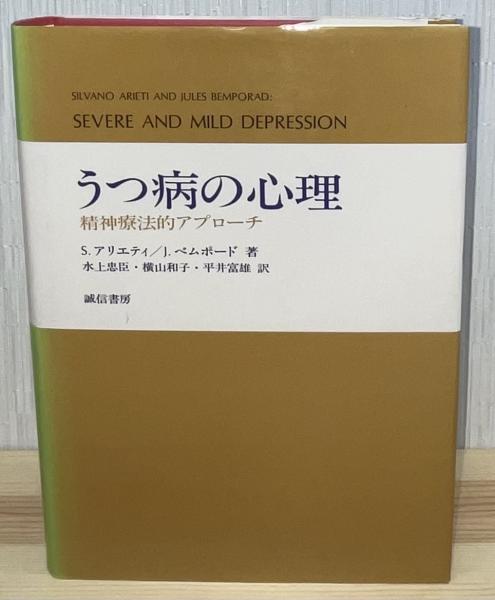 SILVANO ARIETI AND JULES BEMPORAD:
SEVERE AND MILD DEPRESSION
うつ病の心理
精神療法的アプローチ
S. アリエティ/J. ベムポード 著
水上忠臣・横山和子・平井富雄 訳
誠信書房